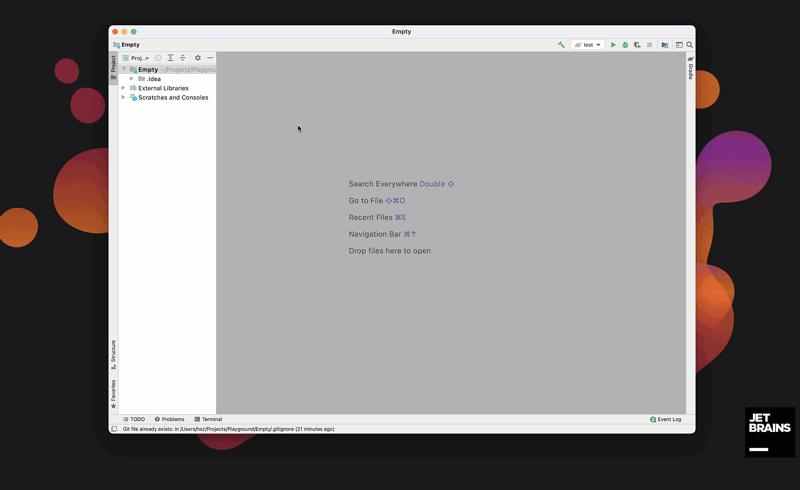 Empty
Empty
test
Project
Proj...
Gradle
Empty ~/Projects/Playgrou
.idea
External Libraries
Scratches and Consoles
Search Everywhere Double ⇧
Go to File ⇧⌘O
Recent Files ⌘E
Navigation Bar ⌘↑
Drop files here to open
Structure
Favorites
TODO Problems Terminal Event Log
Git file already exists: in /Users/hsz/Projects/Playground/Empty/.gitignore (21 minutes ago)
JET
BRAINS